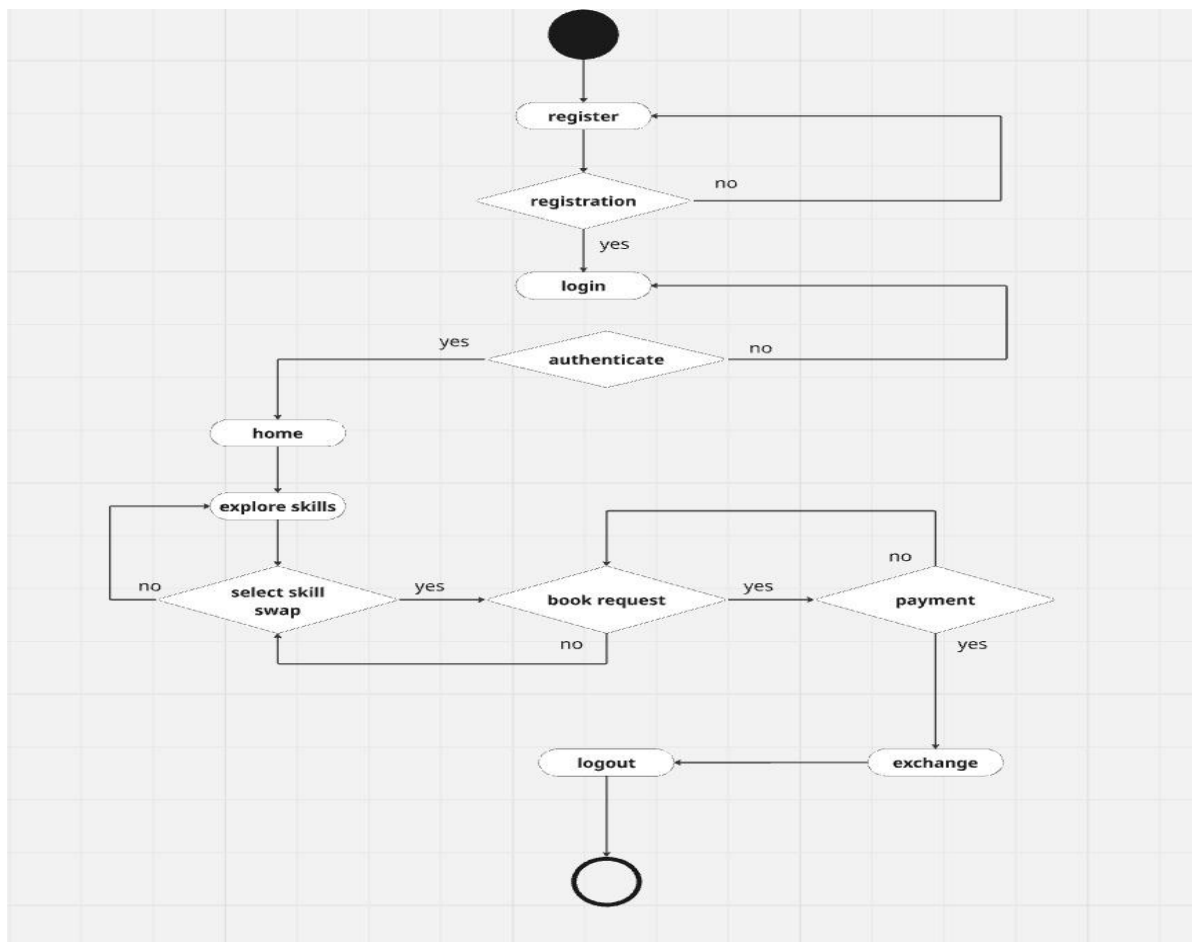 register
registration
no
yes
login
yes
authenticate
no
home
explore skills
no
select skill
swap
yes
book request
yes
no
payment
no
yes
logout
exchange